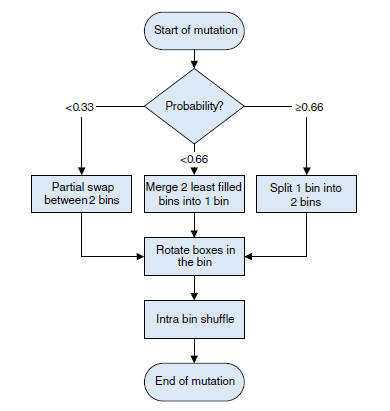 Start of mutation
Probability?
<0.33
≥0.66
<0.66
Partial swap
between 2 bins
Merge 2 least filled
bins into 1 bin
Split 1 bin into
2 bins
Rotate boxes in
the bin
Intra bin shuffle
End of mutation